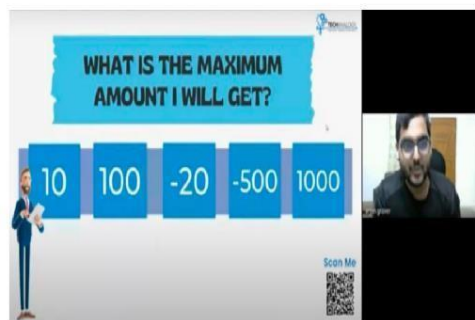 WHAT IS THE MAXIMUM
AMOUNT I WILL GET?
10 100 -20 -500 1000
Scan Me